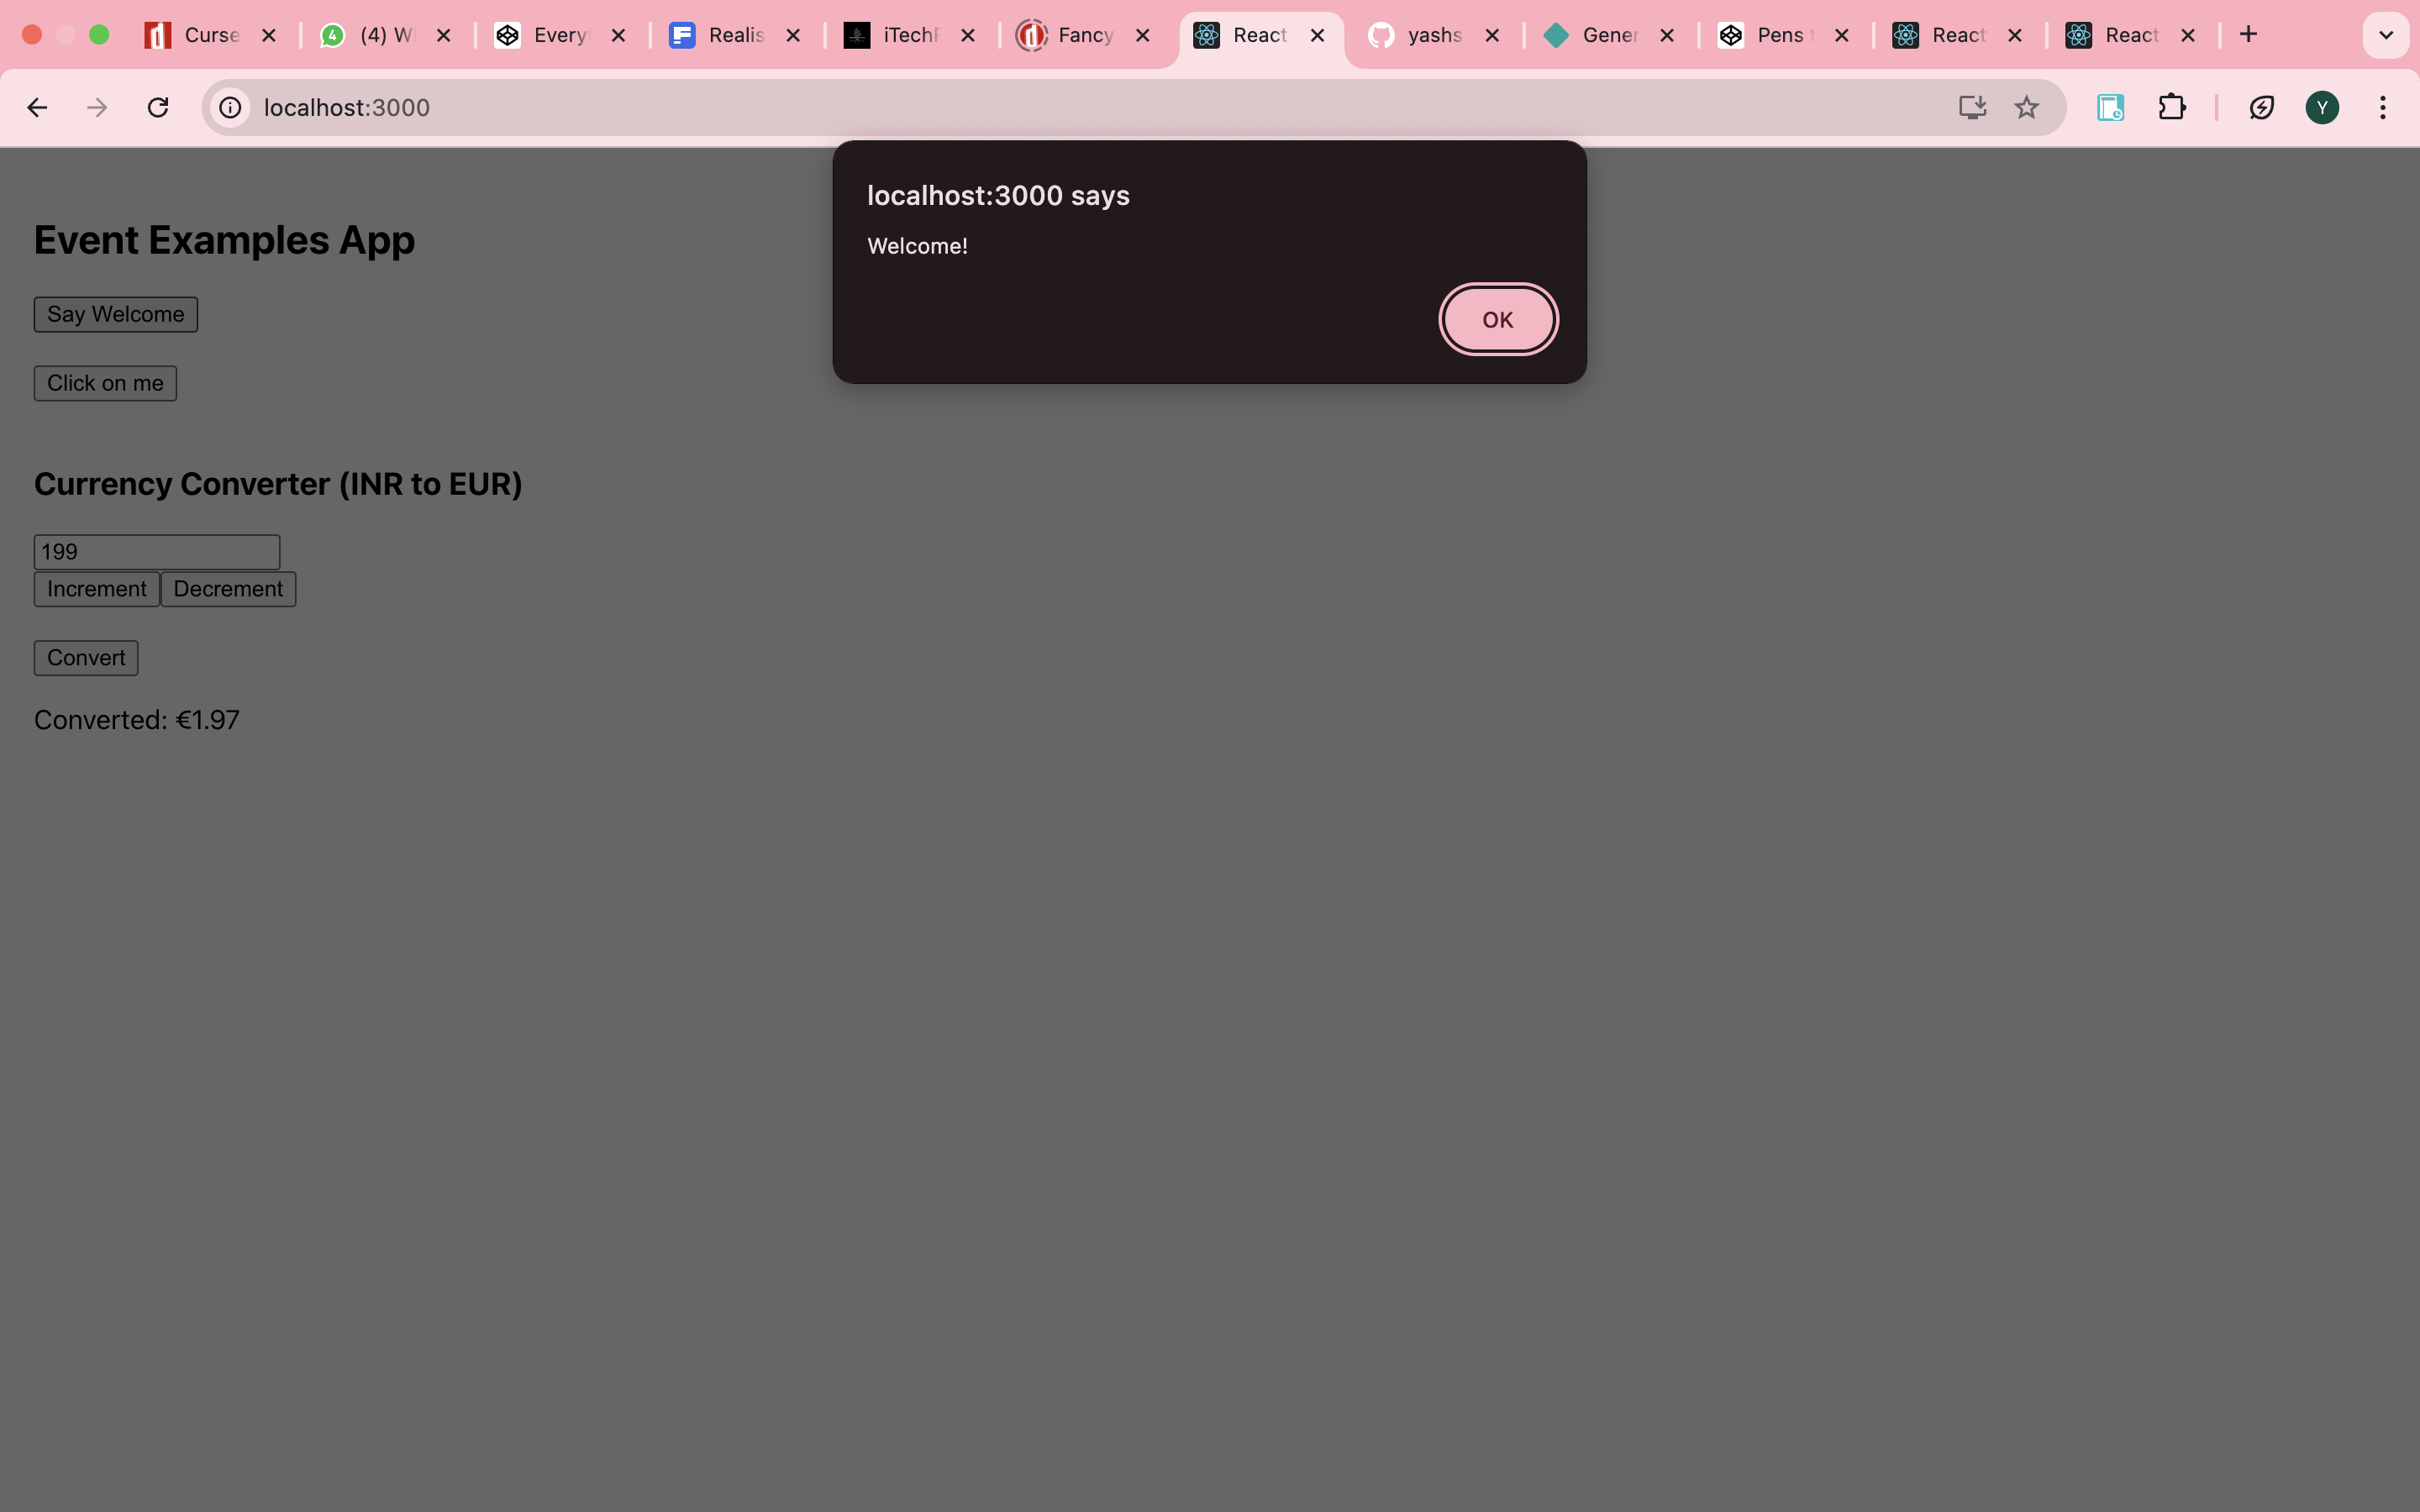 Curse (4) W Every Realis iTechF Fancy React yashs Gener Pens React React
localhost:3000
localhost:3000 says
Welcome!
OK
Event Examples App
Say Welcome
Click on me
Currency Converter (INR to EUR)
199
Increment Decrement
Convert
Converted: €1.97
Y
4